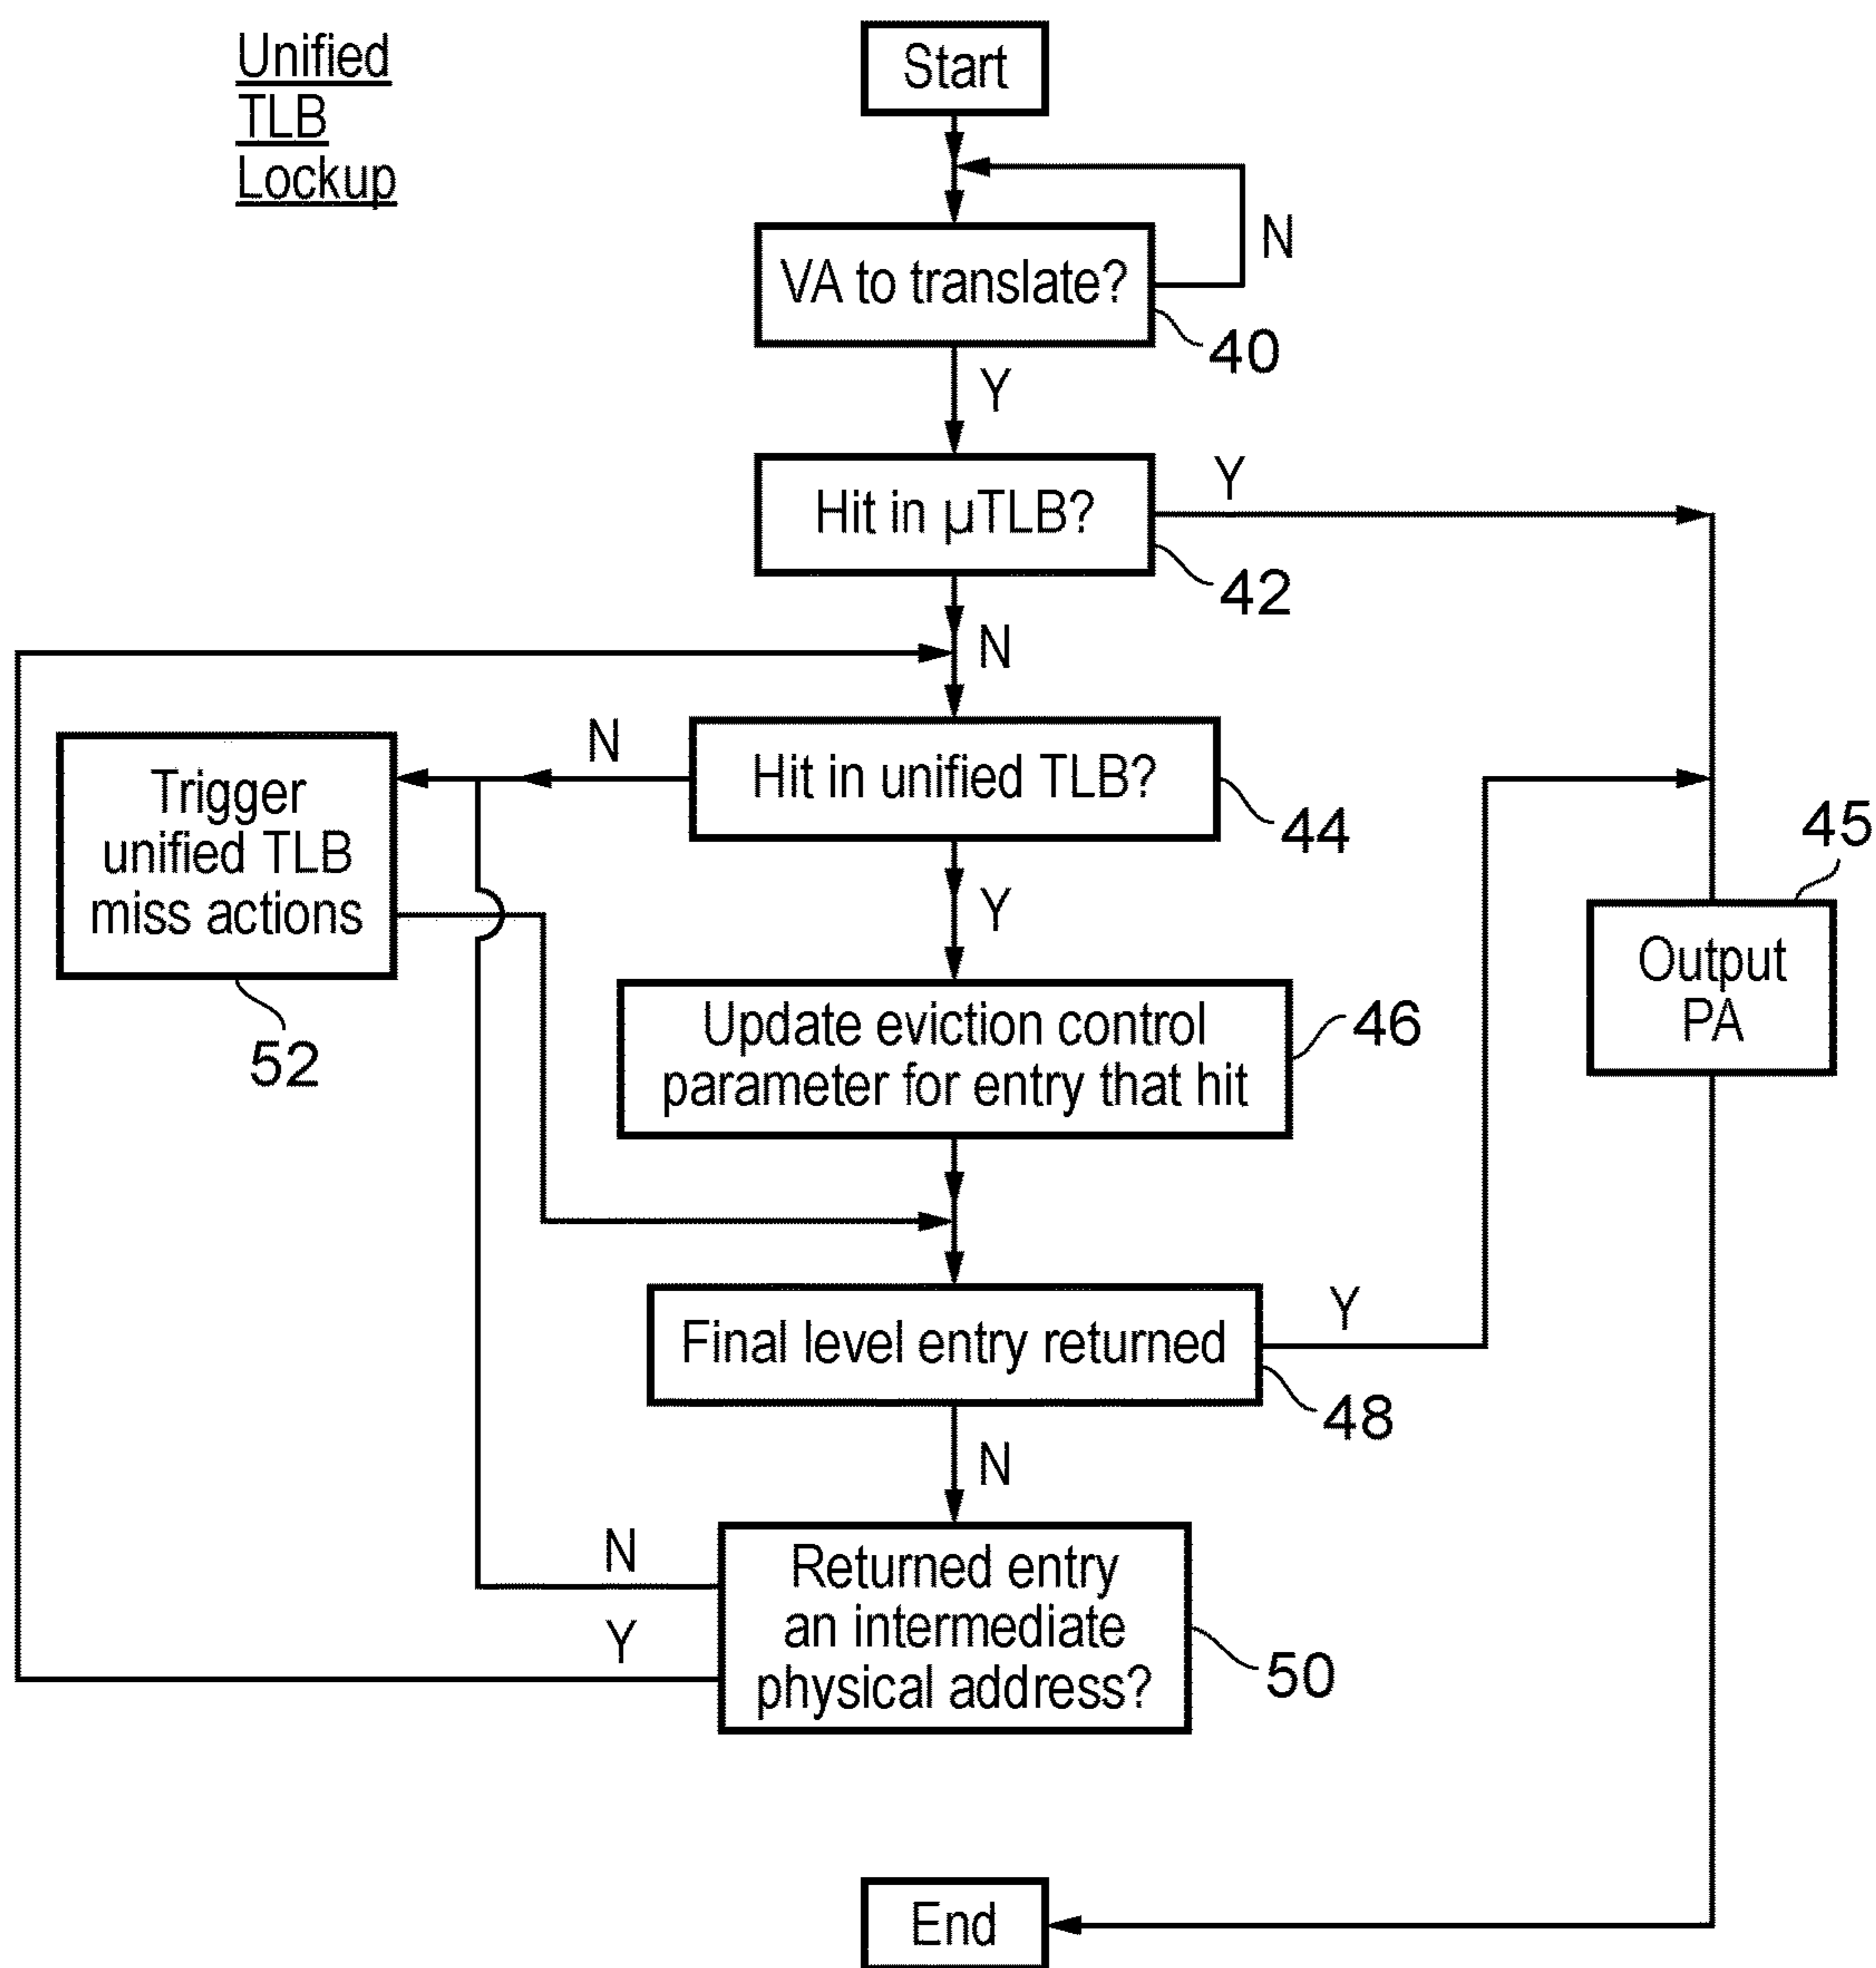 Unified
TLB
Lockup
Start
N
VA to translate?
40
Y
Hit in µTLB?
Y
42
N
Hit in unified TLB?
N
44
Trigger
unified TLB
miss actions
52
Y
45
Output
PA
Update eviction control
parameter for entry that hit
46
Final level entry returned
Y
48
N
Returned entry
an intermediate
physical address?
N
Y
50
End